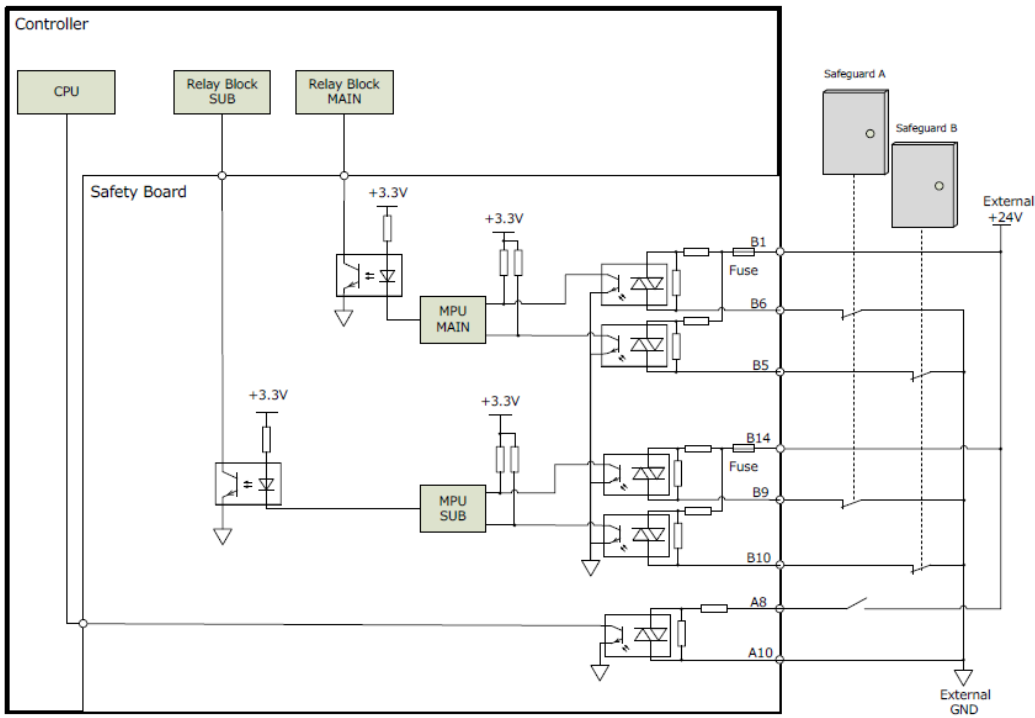 Controller
CPU
Relay Block
SUB
Relay Block
MAIN
Safeguard A
Safeguard B
Safety Board
External
+24V
+3.3V
+3.3V
B1
Fuse
MPU
MAIN
B6
B5
+3.3V
+3.3V
B14
Fuse
MPU
SUB
B9
B10
A8
A10
External
GND